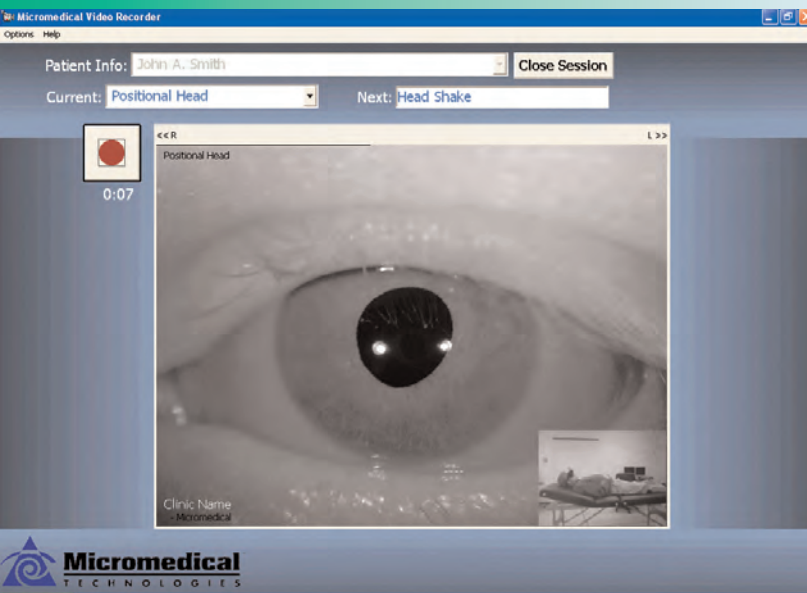 Micromedical Video Recorder
Options Help
Patient Info: John A. Smith Close Session
Current: Positional Head Next: Head Shake
<<R L>>
Positional Head
0:07
Clinic Name
- Micromedical
Micromedical
TECHNOLOGIES